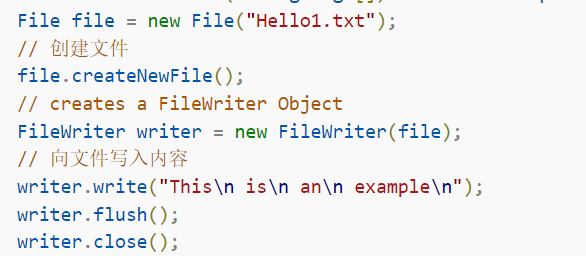 File file = new File("Hello1.txt");
// 创建文件
file.createNewFile();
// creates a FileWriter Object
FileWriter writer = new FileWriter(file);
// 向文件写入内容
writer.write("This\n is\n an\n example\n");
writer.flush();
writer.close();